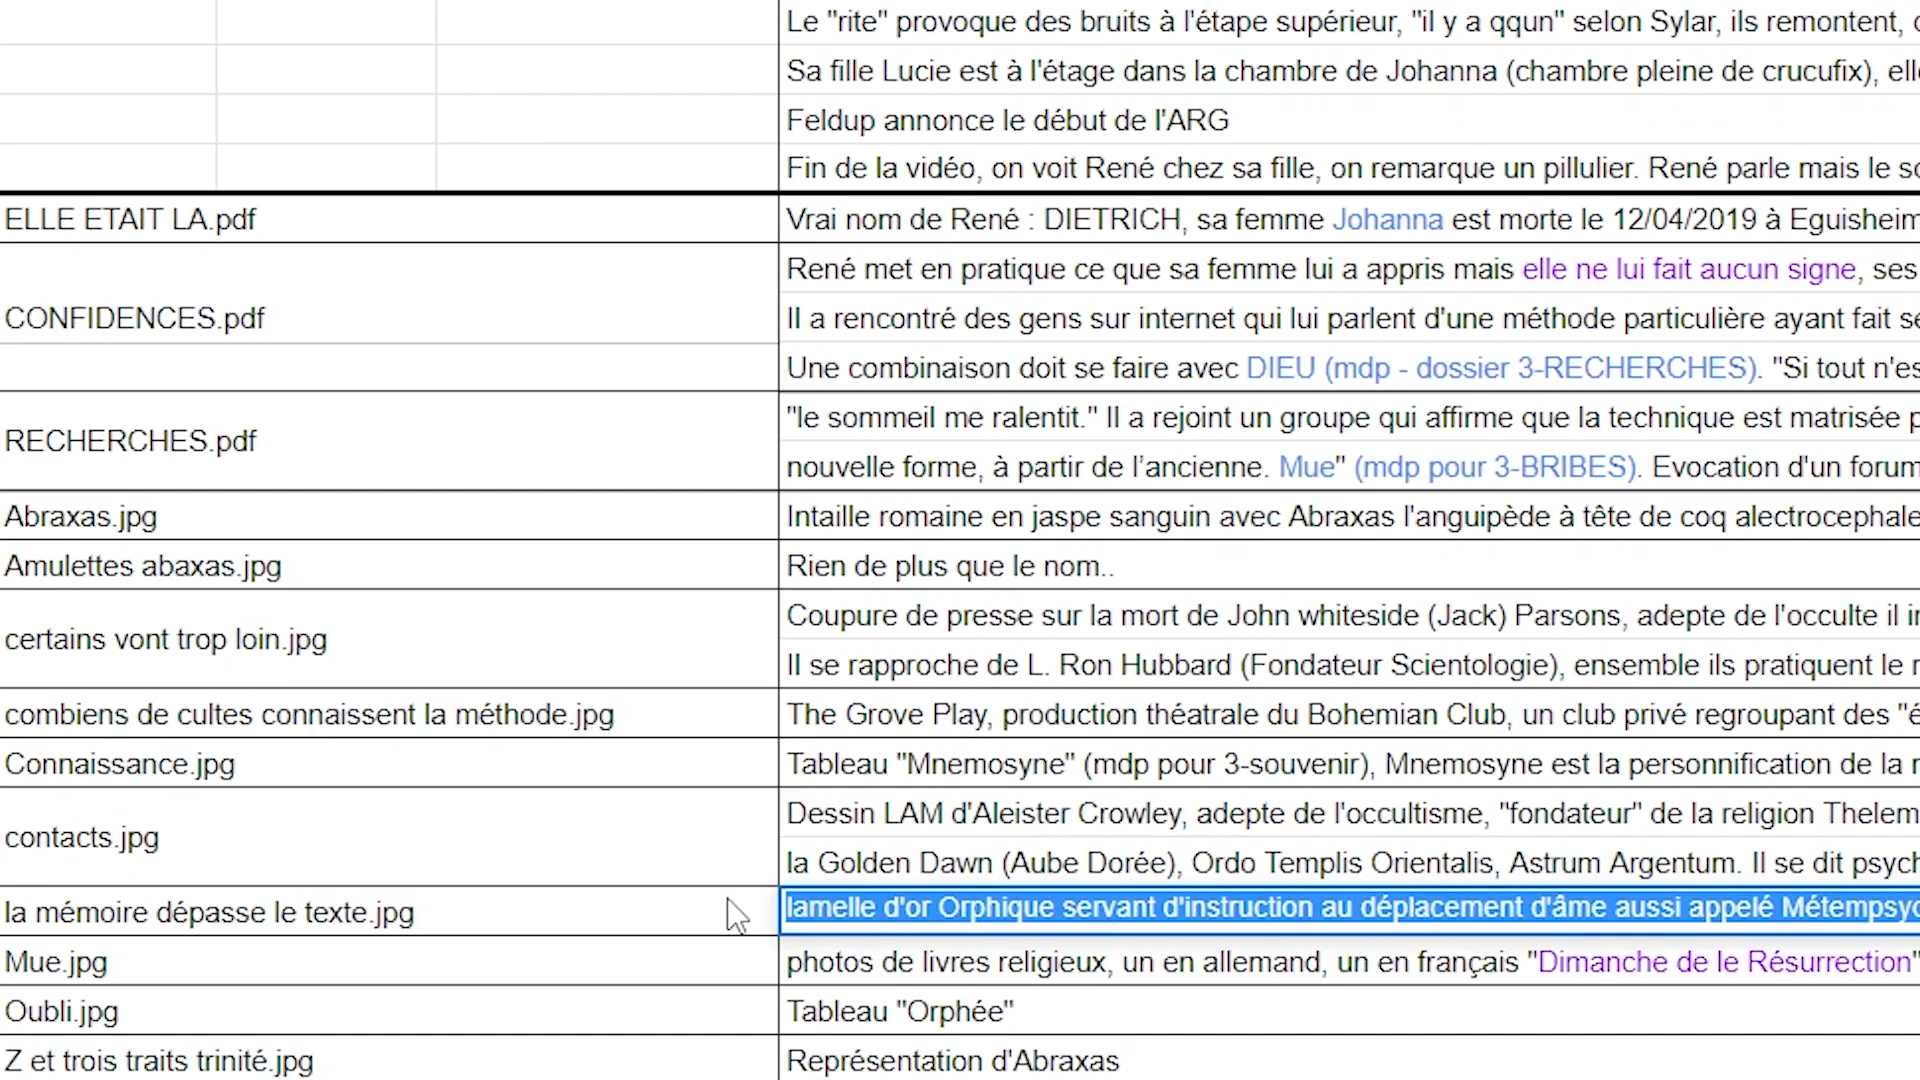 Le "rite" provoque des bruits à l'étape supérieur, "il y a qqun" selon Sylar, ils remontent,
Sa fille Lucie est à l'étage dans la chambre de Johanna (chambre pleine de crucufix),
Feldup annonce le début de l'ARG
Fin de la vidéo, on voit René chez sa fille, on remarque un pillulier. René parle mais le
ELLE ETAIT LA.pdf
Vrai nom de René : DIETRICH, sa femme Johanna est morte le 12/04/2019 à Eguisheim
René met en pratique ce que sa femme lui a appris mais elle ne lui fait aucun signe, ses
CONFIDENCES.pdf
Il a rencontré des gens sur internet qui lui parlent d'une méthode particulière ayant fait
Une combinaison doit se faire avec DIEU (mdp - dossier 3-RECHERCHES). "Si tout
RECHERCHES.pdf
"le sommeil me ralentit." Il a rejoint un groupe qui affirme que la technique est matrisée
nouvelle forme, à partir de l’ancienne. Mue" (mdp pour 3-BRIBES). Evocation d'un forum
Abraxas.jpg
Intaille romaine en jaspe sanguin avec Abraxas l'anguipède à tête de coq alectrocephale
Amulettes abaxas.jpg
Rien de plus que le nom..
certains vont trop loin.jpg
Coupure de presse sur la mort de John whiteside (Jack) Parsons, adepte de l'occulte il
Il se rapproche de L. Ron Hubbard (Fondateur Scientologie), ensemble ils pratiquent le
combiens de cultes connaissent la méthode.jpg
The Grove Play, production théatrale du Bohemian Club, un club privé regroupant des
Connaissance.jpg
Tableau "Mnemosyne" (mdp pour 3-souvenir), Mnemosyne est la personnification de la
contacts.jpg
Dessin LAM d'Aleister Crowley, adepte de l'occultisme, "fondateur" de la religion Thelem
la Golden Dawn (Aube Dorée), Ordo Templis Orientalis, Astrum Argentum. Il se dit
la mémoire dépasse le texte.jpg
lamelle d'or Orphique servant d'instruction au déplacement d'âme aussi appelé
Mue.jpg
photos de livres religieux, un en allemand, un en français "Dimanche de le Résurrection"
Oubli.jpg
Tableau "Orphée"
Z et trois traits trinité.jpg
Représentation d'Abraxas